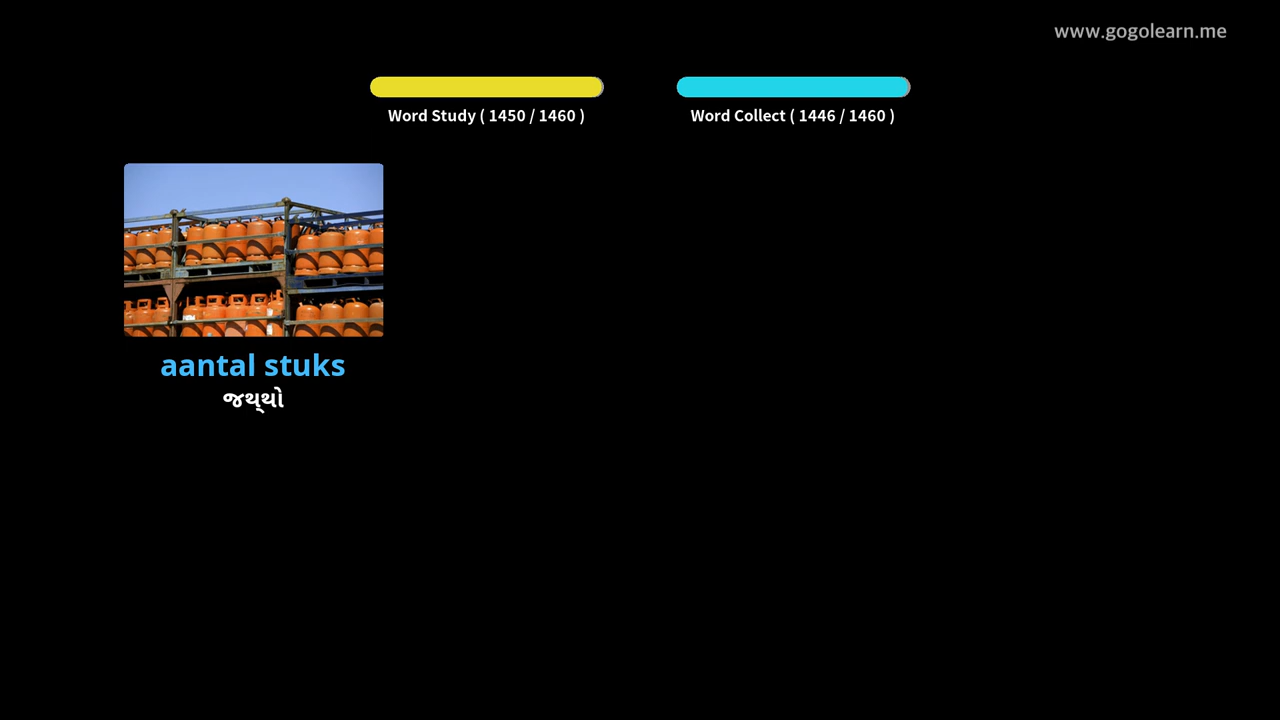 www.gogolearn.me
Word Study ( 1450 / 1460 )
Word Collect ( 1446 / 1460 )
aantal stuks
જથ્થો